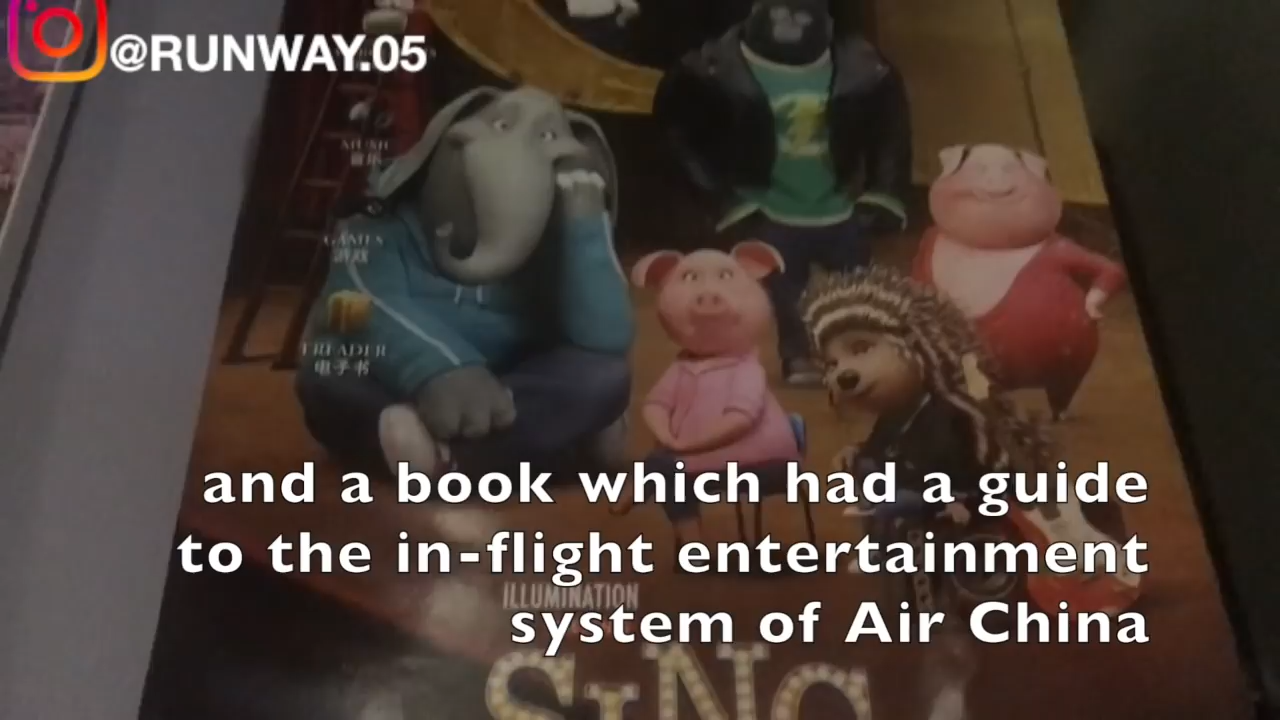 @RUNWAY.05
MUSIC
音乐
GAMES
游戏
EREADER
电子书
and a book which had a guide
to the in-flight entertainment
ILLUMINATION
system of Air China
SING